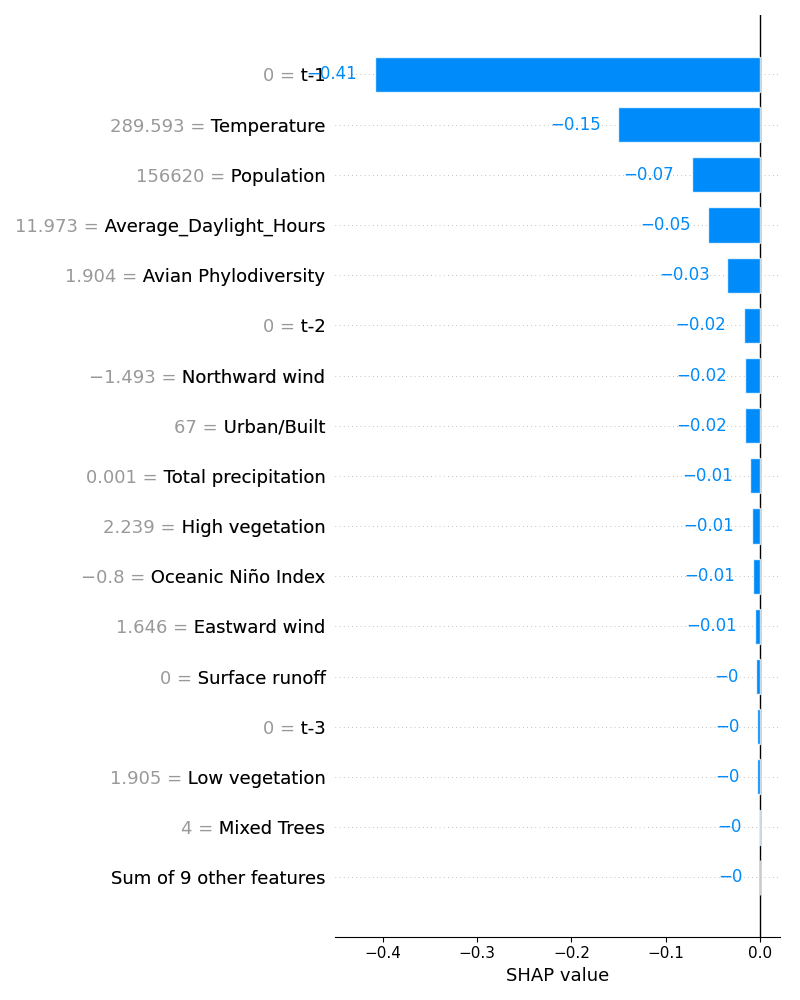 0 = t-1 −0.41
289.593 = Temperature −0.15
156620 = Population −0.07
11.973 = Average_Daylight_Hours −0.05
1.904 = Avian Phylodiversity −0.03
0 = t-2 −0.02
−1.493 = Northward wind −0.02
67 = Urban/Built −0.02
0.001 = Total precipitation −0.01
2.239 = High vegetation −0.01
−0.8 = Oceanic Niño Index −0.01
1.646 = Eastward wind −0.01
0 = Surface runoff −0
0 = t-3 −0
1.905 = Low vegetation −0
4 = Mixed Trees −0
Sum of 9 other features −0
−0.4 −0.3 −0.2 −0.1 0.0
SHAP value